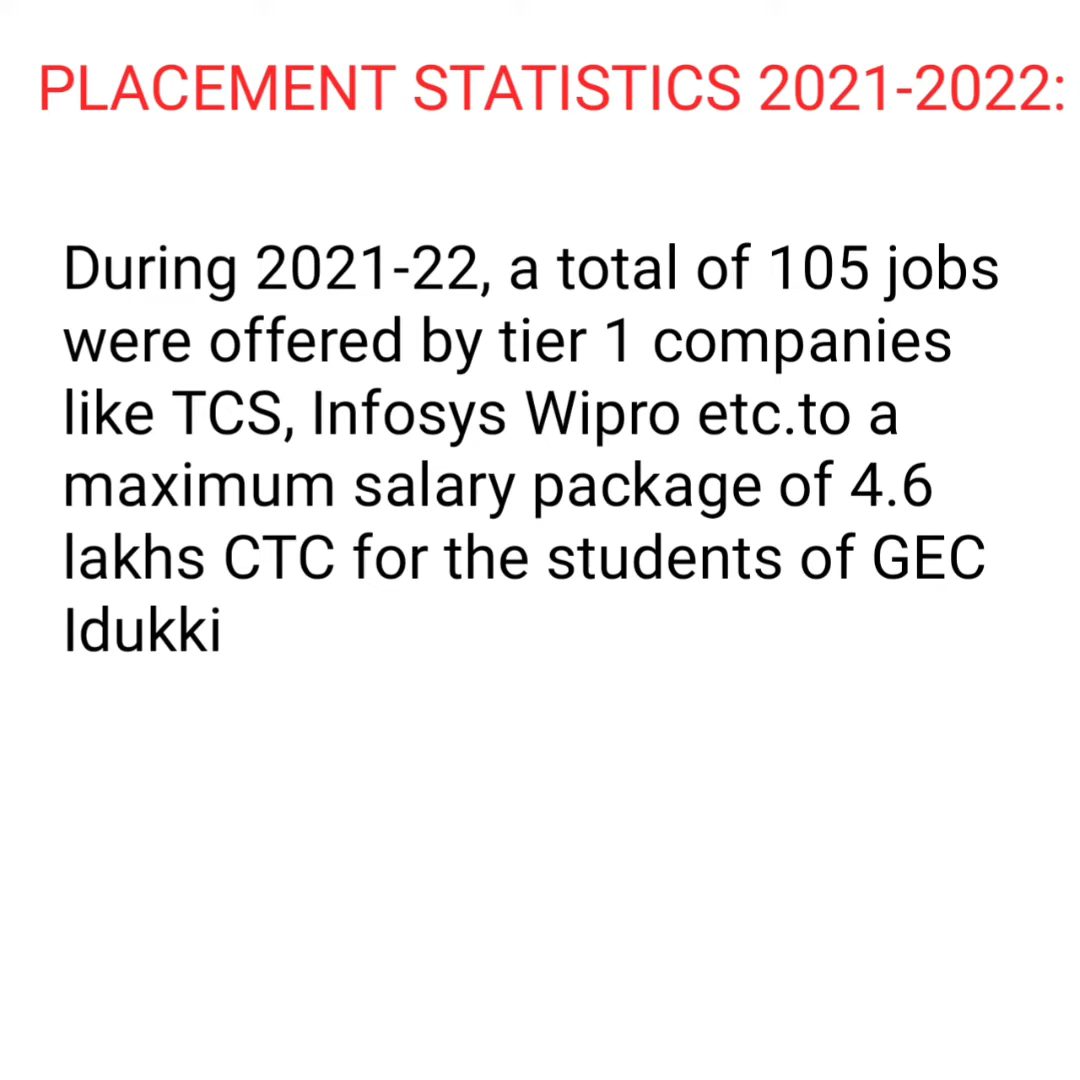 PLACEMENT STATISTICS 2021-2022:
During 2021-22, a total of 105 jobs
were offered by tier 1 companies
like TCS, Infosys Wipro etc.to a
maximum salary package of 4.6
lakhs CTC for the students of GEC
Idukki